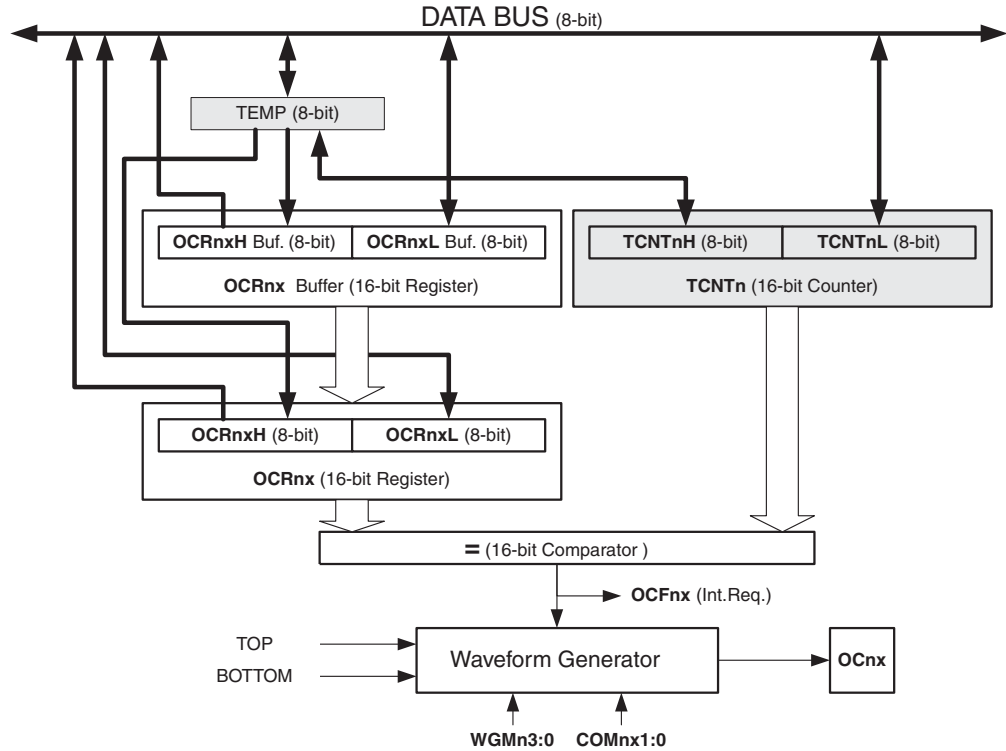 DATA BUS (8-bit)
TEMP (8-bit)
OCRnxH Buf. (8-bit)
OCRnxL Buf. (8-bit)
OCRnx Buffer (16-bit Register)
TCNTnH (8-bit)
TCNTnL (8-bit)
TCNTn (16-bit Counter)
OCRnxH (8-bit)
OCRnxL (8-bit)
OCRnx (16-bit Register)
= (16-bit Comparator )
OCFnx (Int.Req.)
TOP
BOTTOM
Waveform Generator
OCnx
WGMn3:0
COMnx1:0